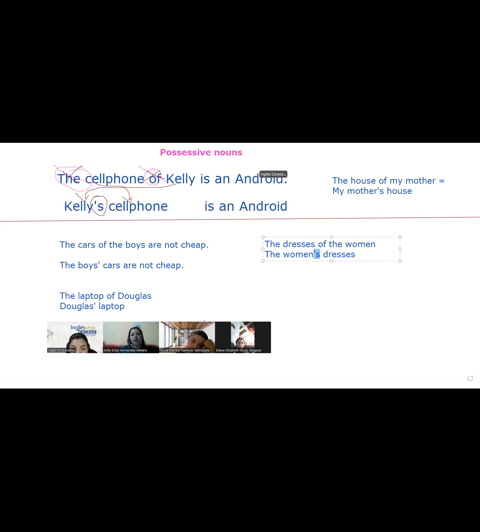 Possessive nouns
The cellphone of Kelly is an Android.
Kelly's cellphone is an Android
The house of my mother =
My mother's house
The cars of the boys are not cheap.
The boys' cars are not cheap.
The dresses of the women
The women's dresses
The laptop of Douglas
Douglas' laptop
Inglés